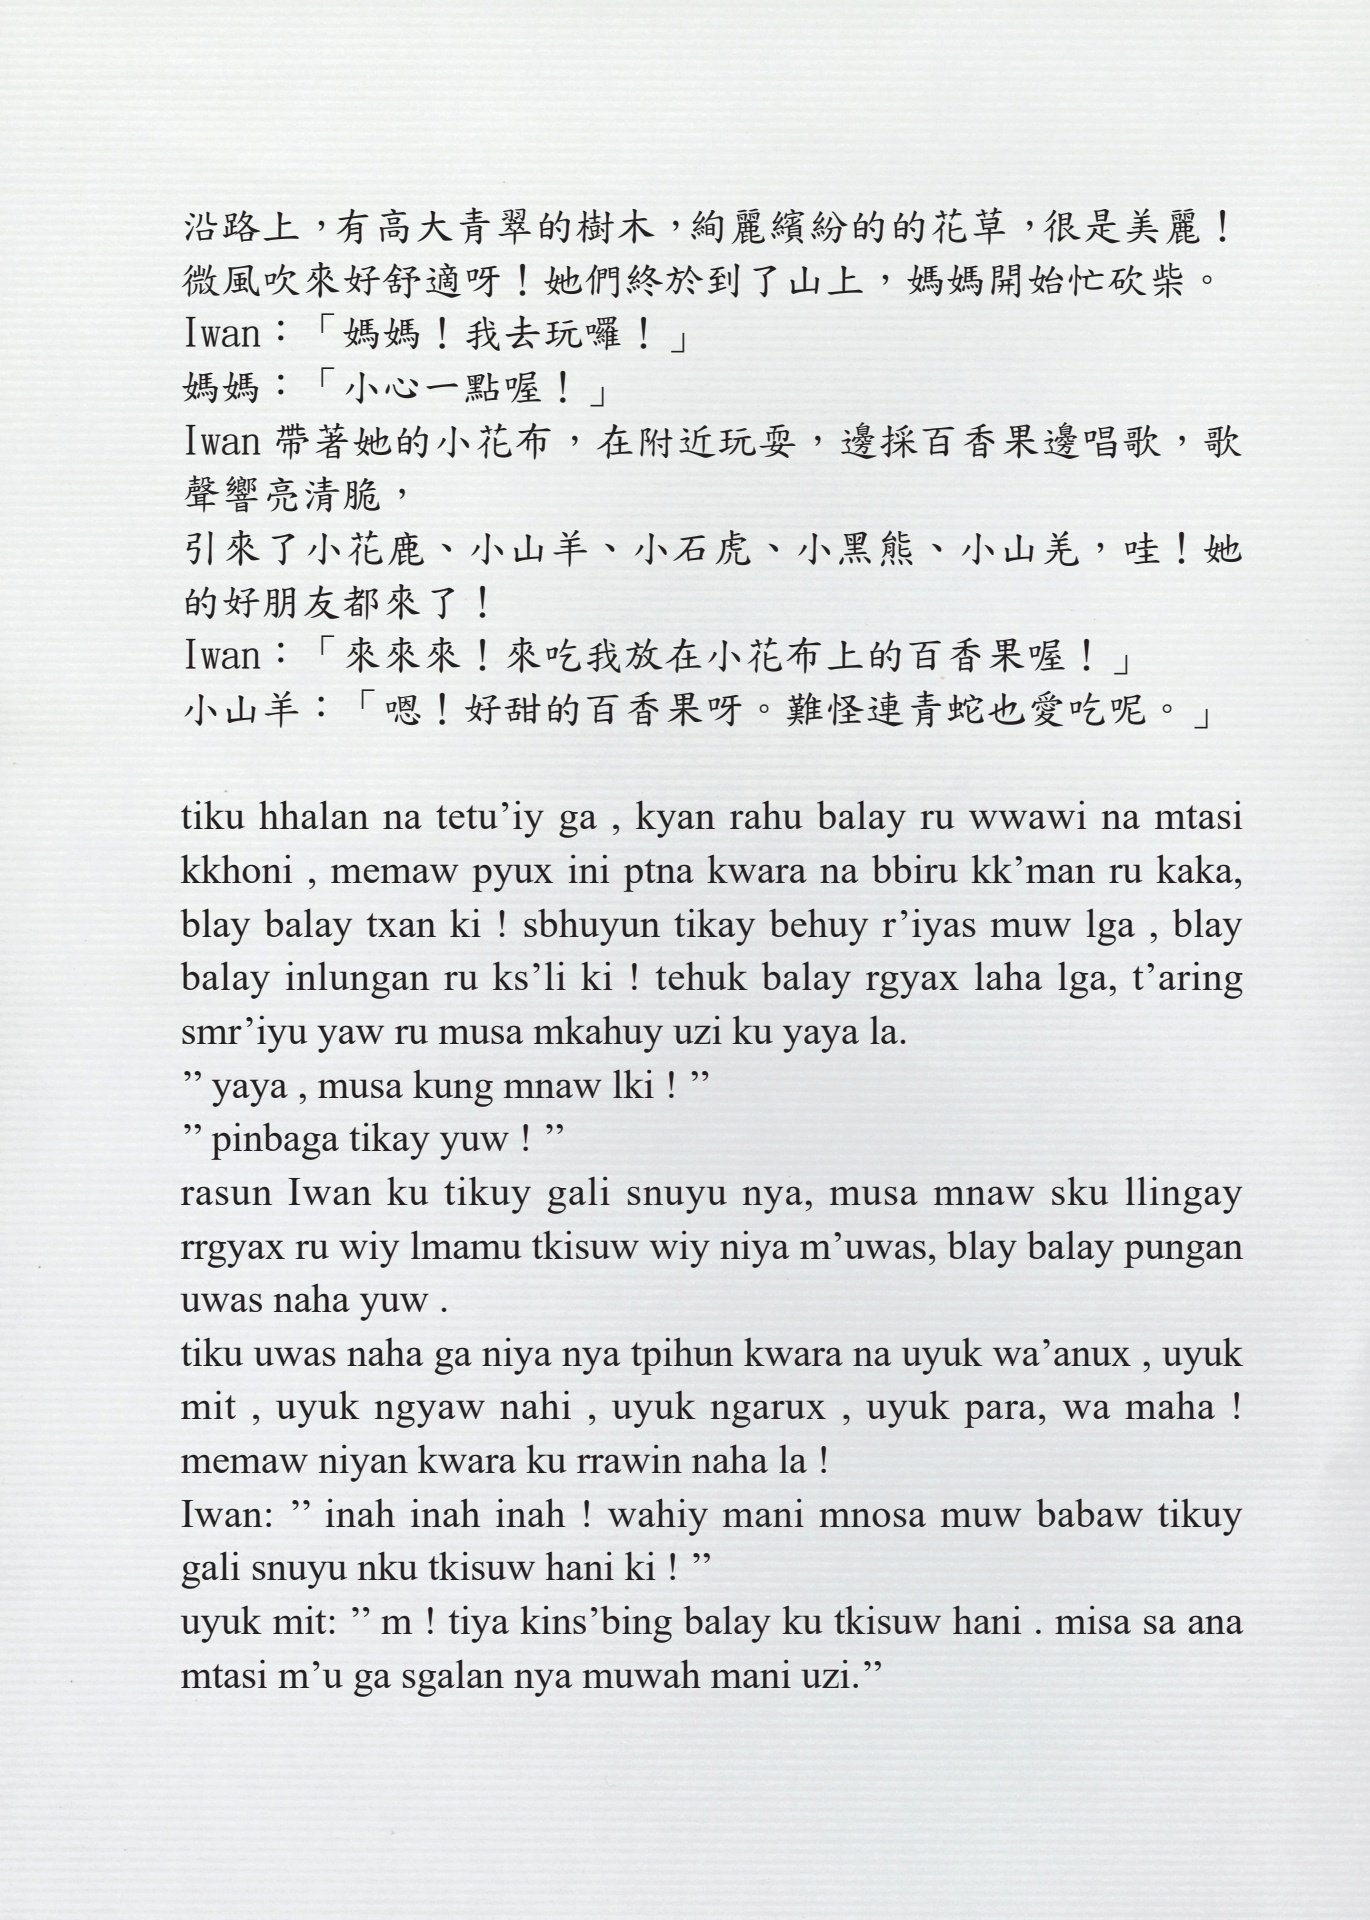 沿路上，有高大青翠的樹木，絢麗繽紛的的花草，很是美麗！
微風吹來好舒適呀！她們終於到了山上，媽媽開始忙砍柴。
Iwan：「媽媽！我去玩囉！」
媽媽：「小心一點喔！」
Iwan 帶著她的小花布，在附近玩耍，邊採百香果邊唱歌，歌
聲響亮清脆，
引來了小花鹿、小山羊、小石虎、小黑熊、小山羌，哇！她
的好朋友都來了！
Iwan：「來來來！來吃我放在小花布上的百香果喔！」
小山羊：「嗯！好甜的百香果呀。難怪連青蛇也愛吃呢。」
tiku hhalan na tetu’iy ga , kyan rahu balay ru wwawi na mtasi
kkhoni , memaw pyux ini ptna kwara na bbiru kk’man ru kaka,
blay balay txan ki ! sbhuyun tikay behuy r’iyas muw lga , blay
balay inlungan ru ks’li ki ! tehuk balay rgyax laha lga, t’aring
smr’iyu yaw ru musa mkahuy uzi ku yaya la.
” yaya , musa kung mnaw lki ! ”
” pinbaga tikay yuw ! ”
rasun Iwan ku tikuy gali snuyu nya, musa mnaw sku llingay
rrgyax ru wiy lmamu tkisuw wiy niya m’uwas, blay balay pungan
uwas naha yuw .
tiku uwas naha ga niya nya tpihun kwara na uyuk wa’anux , uyuk
mit , uyuk ngyaw nahi , uyuk ngarux , uyuk para, wa maha !
memaw niyan kwara ku rrawin naha la !
Iwan: ” inah inah inah ! wahiy mani mnosa muw babaw tikuy
gali snuyu nku tkisuw hani ki ! ”
uyuk mit: ” m ! tiya kins’bing balay ku tkisuw hani . misa sa ana
mtasi m’u ga sgalan nya muwah mani uzi.”